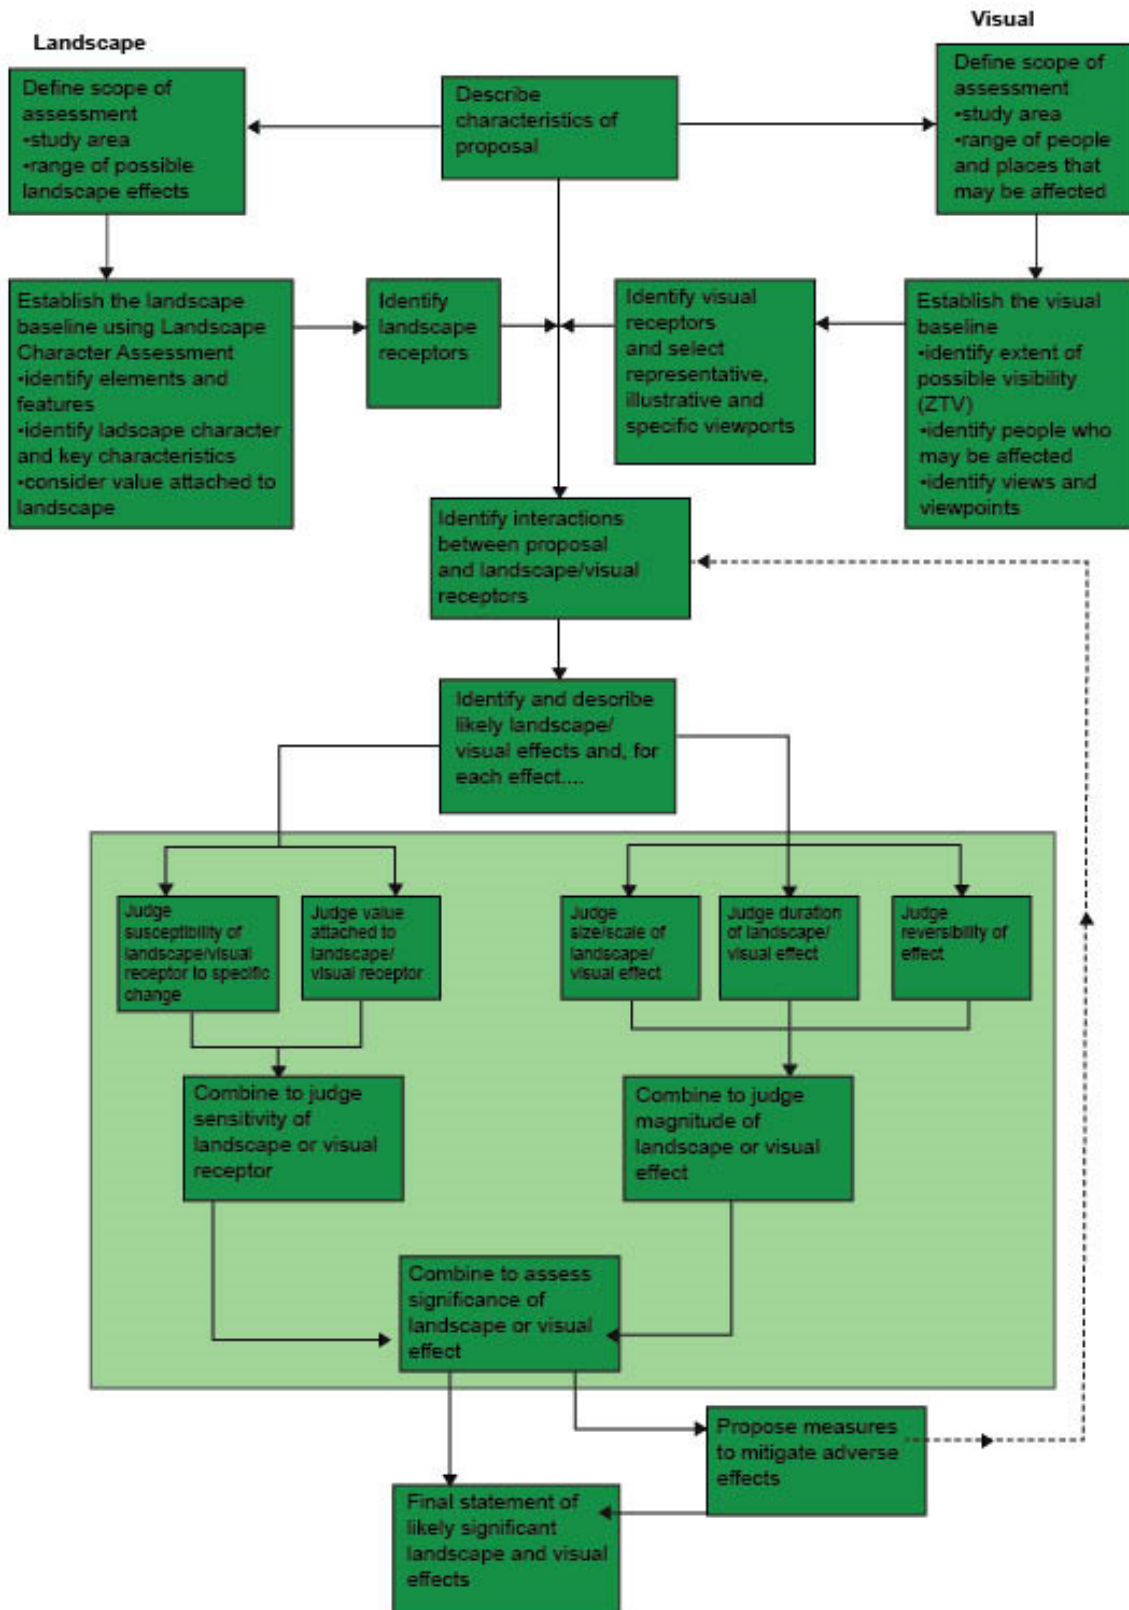 Landscape
Visual
Define scope of
assessment
•study area
•range of possible
landscape effects
Describe
characteristics of
proposal
Define scope of
assessment
•study area
•range of people
and places that
may be affected
Establish the landscape
baseline using Landscape
Character Assessment
•identify elements and
features
•identify ladscape character
and key characteristics
•consider value attached to
landscape
Identify
landscape
receptors
Identify visual
receptors
and select
representative,
illustrative and
specific viewports
Establish the visual
baseline
•identify extent of
possible visibility
(ZTV)
•identify people who
may be affected
•identify views and
viewpoints
Identify interactions
between proposal
and landscape/visual
receptors
Identify and describe
likely landscape/
visual effects and, for
each effect....
Judge
susceptibility of
landscape/visual
receptor to specific
change
Judge value
attached to
landscape/
visual receptor
Judge
size/scale of
landscape/
visual effect
Judge duration
of landscape/
visual effect
Judge
reversibility of
effect
Combine to judge
sensitivity of
landscape or visual
receptor
Combine to judge
magnitude of
landscape or visual
effect
Combine to assess
significance of
landscape or visual
effect
Propose measures
to mitigate adverse
effects
Final statement of
likely significant
landscape and visual
effects